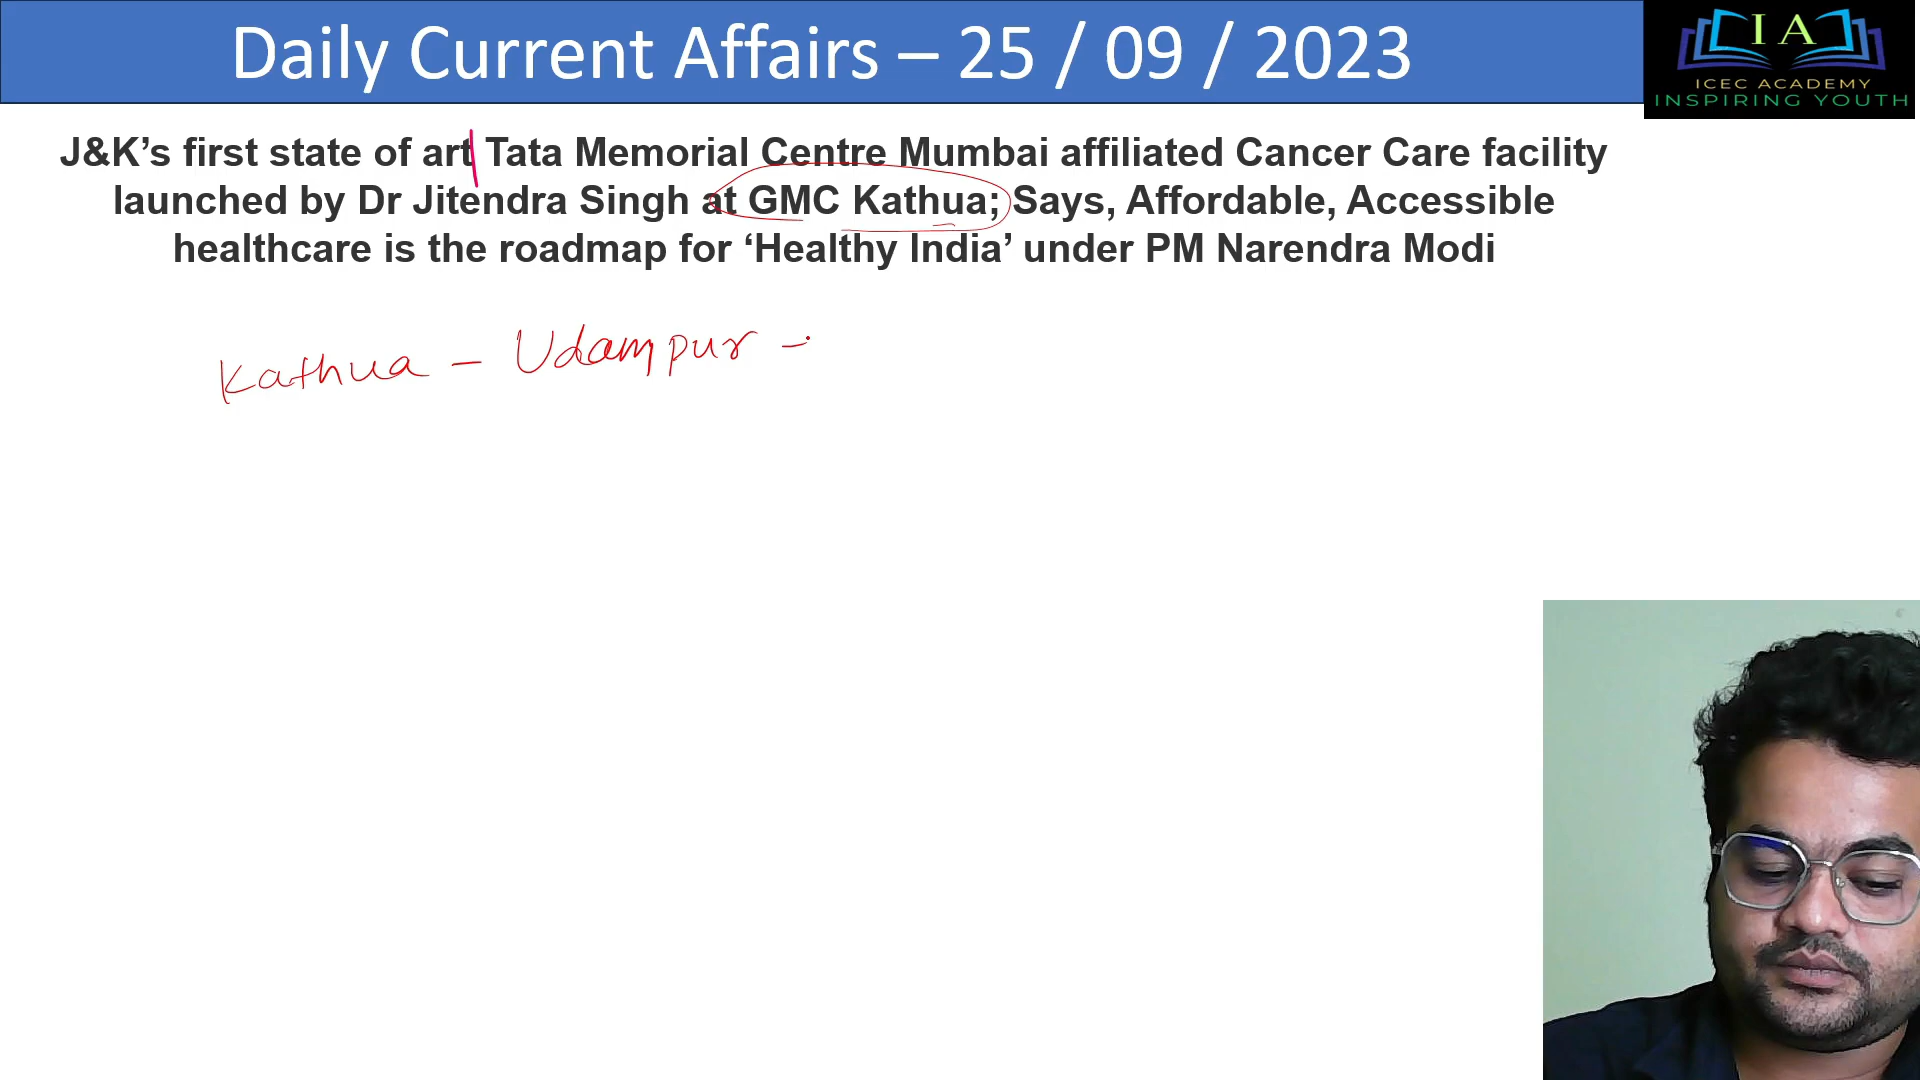 Daily Current Affairs – 25 / 09 / 2023
IA
ICEC ACADEMY
INSPIRING YOUTH
J&K’s first state of art Tata Memorial Centre Mumbai affiliated Cancer Care facility
launched by Dr Jitendra Singh at GMC Kathua; Says, Affordable, Accessible
healthcare is the roadmap for ‘Healthy India’ under PM Narendra Modi
Kathua – Udampur –